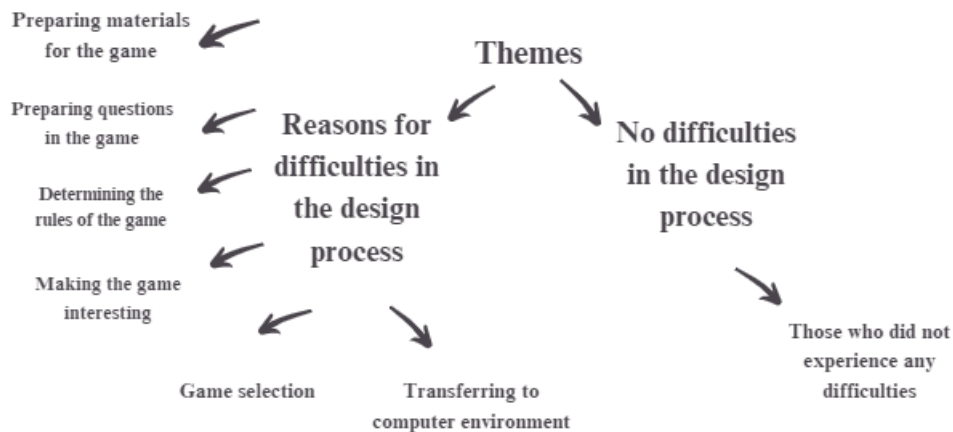 Themes
Reasons for
difficulties in
the design
process
Preparing materials
for the game
Preparing questions
in the game
Determining the
rules of the game
Making the game
interesting
Game selection
Transferring to
computer environment
No difficulties
in the design
process
Those who did not
experience any
difficulties